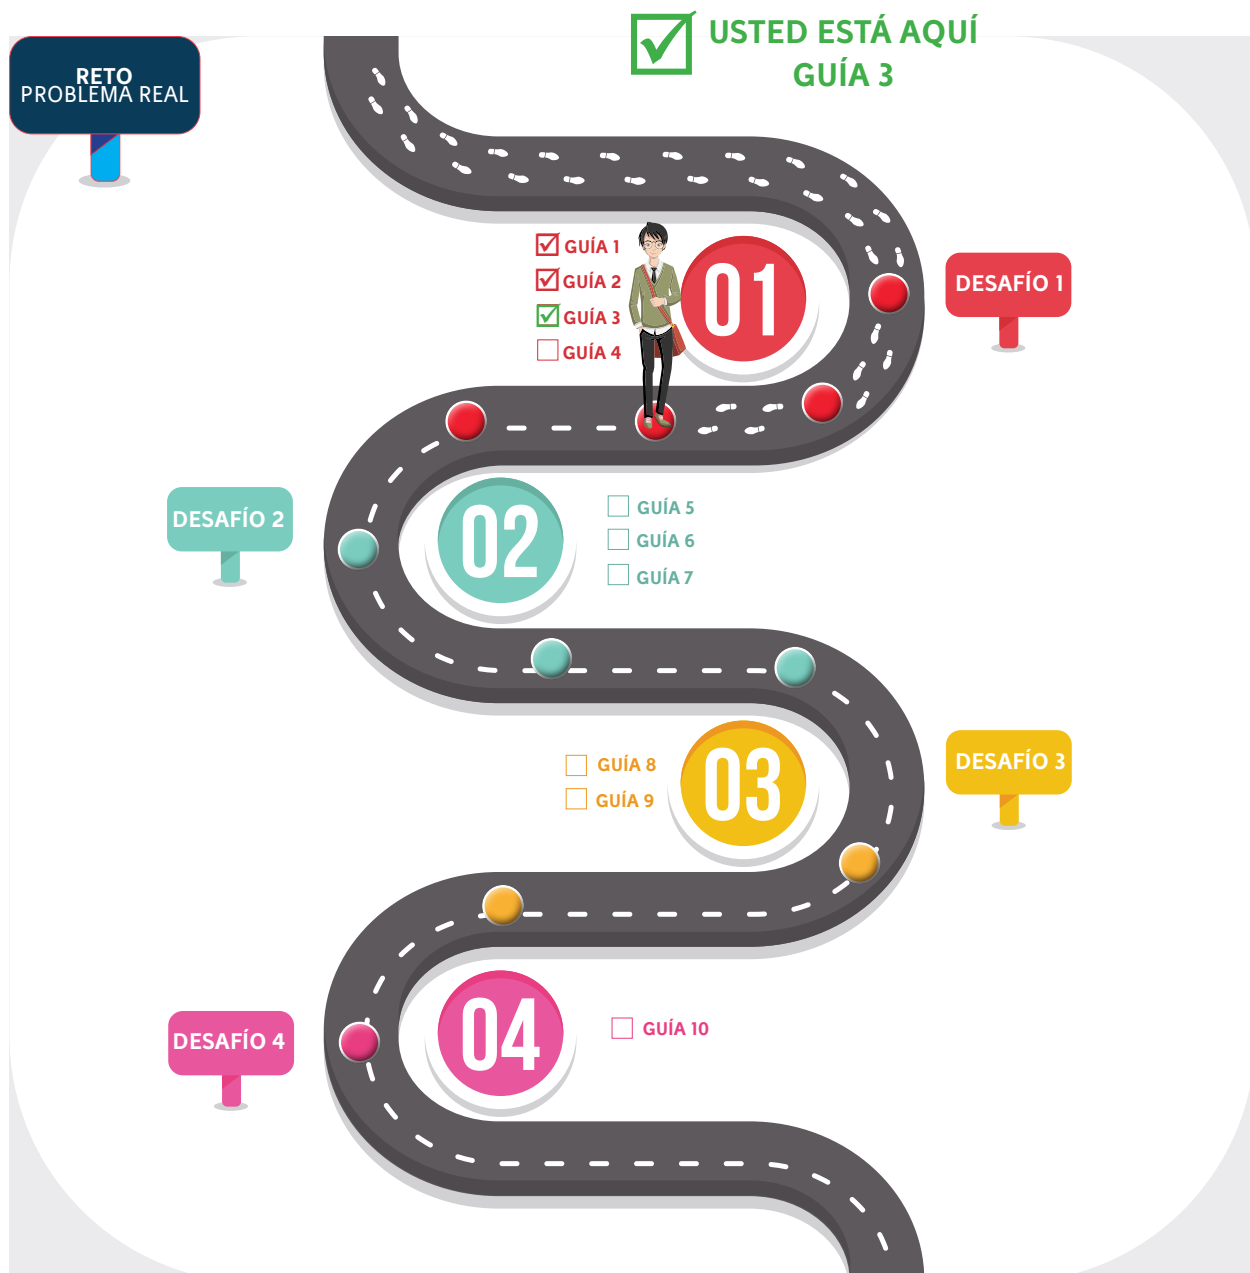 USTED ESTÁ AQUÍ
GUÍA 3
RETO
PROBLEMA REAL
GUÍA 1
GUÍA 2
GUÍA 3
GUÍA 4
01
DESAFÍO 1
DESAFÍO 2
02
GUÍA 5
GUÍA 6
GUÍA 7
GUÍA 8
GUÍA 9
03
DESAFÍO 3
DESAFÍO 4
04
GUÍA 10